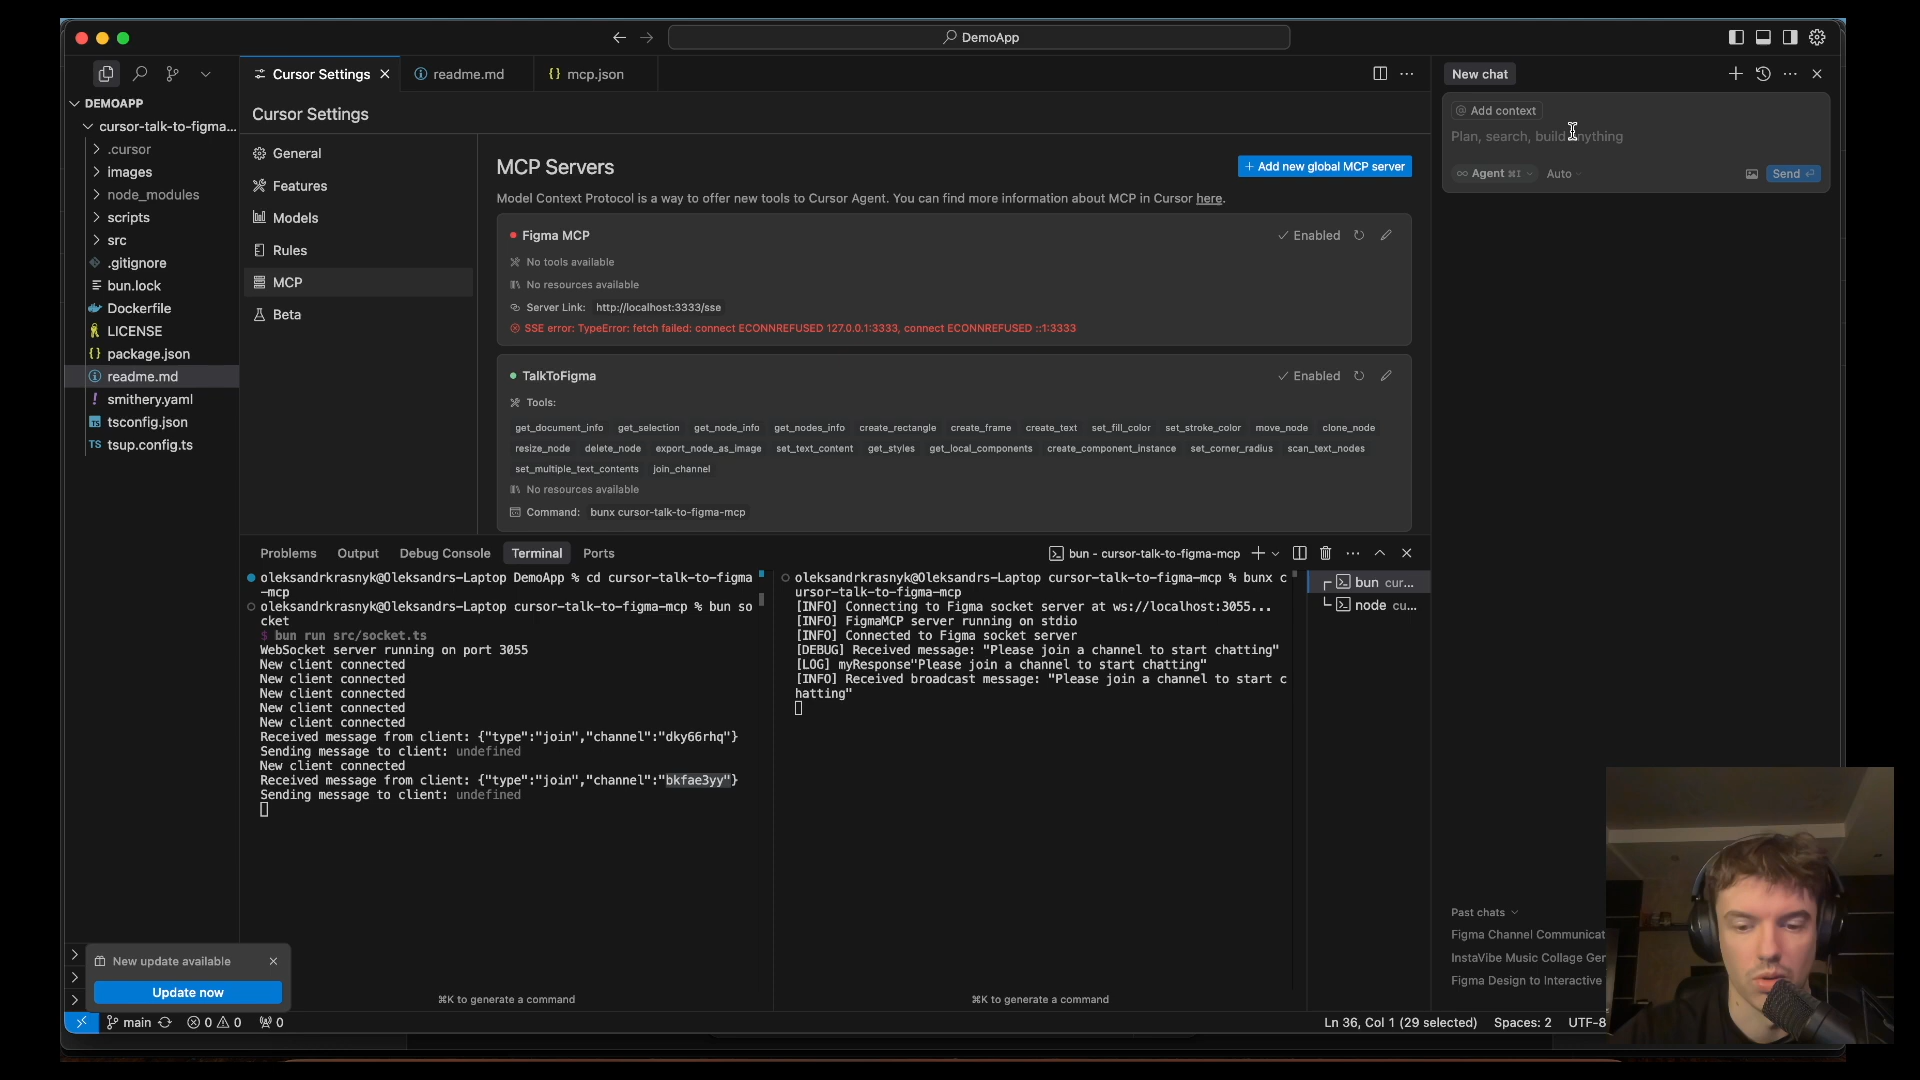 DemoApp
Cursor Settings
readme.md
{} mcp.json
New chat
DEMOAPP
cursor-talk-to-figma...
.cursor
images
node_modules
scripts
src
.gitignore
bun.lock
Dockerfile
LICENSE
{} package.json
readme.md
! smithery.yaml
tsconfig.json
TS tsup.config.ts
Cursor Settings
General
Features
Models
Rules
MCP
Beta
MCP Servers
+ Add new global MCP server
Model Context Protocol is a way to offer new tools to Cursor Agent. You can find more information about MCP in Cursor here.
Figma MCP
Enabled
No tools available
No resources available
Server Link: http://localhost:3333/sse
SSE error: TypeError: fetch failed: connect ECONNREFUSED 127.0.0.1:3333, connect ECONNREFUSED ::1:3333
TalkToFigma
Enabled
Tools:
get_document_info get_selection get_node_info get_nodes_info create_rectangle create_frame create_text set_fill_color set_stroke_color move_node clone_node
resize_node delete_node export_node_as_image set_text_content get_styles get_local_components create_component_instance set_corner_radius scan_text_nodes
set_multiple_text_contents join_channel
No resources available
Command: bunx cursor-talk-to-figma-mcp
@ Add context
Plan, search, build anything
∞ Agent ⌘I
Auto
Send ⏎
Problems Output Debug Console Terminal Ports
bun - cursor-talk-to-figma-mcp
oleksandrkrasnyk@Oleksandrs-Laptop DemoApp % cd cursor-talk-to-figma
-mcp
oleksandrkrasnyk@Oleksandrs-Laptop cursor-talk-to-figma-mcp % bun so
cket
$ bun run src/socket.ts
WebSocket server running on port 3055
New client connected
New client connected
New client connected
New client connected
New client connected
Received message from client: {"type":"join","channel":"dky66rhq"}
Sending message to client: undefined
New client connected
Received message from client: {"type":"join","channel":"bkfae3yy"}
Sending message to client: undefined
⌘K to generate a command
oleksandrkrasnyk@Oleksandrs-Laptop cursor-talk-to-figma-mcp % bunx c
ursor-talk-to-figma-mcp
[INFO] Connecting to Figma socket server at ws://localhost:3055...
[INFO] FigmaMCP server running on stdio
[INFO] Connected to Figma socket server
[DEBUG] Received message: "Please join a channel to start chatting"
[LOG] myResponse"Please join a channel to start chatting"
[INFO] Received broadcast message: "Please join a channel to start c
hatting"
⌘K to generate a command
bun cur...
node cu...
Past chats
Figma Channel Communicat
InstaVibe Music Collage Ger
Figma Design to Interactive
New update available
Update now
main
0 0
0
Ln 36, Col 1 (29 selected)
Spaces: 2
UTF-8